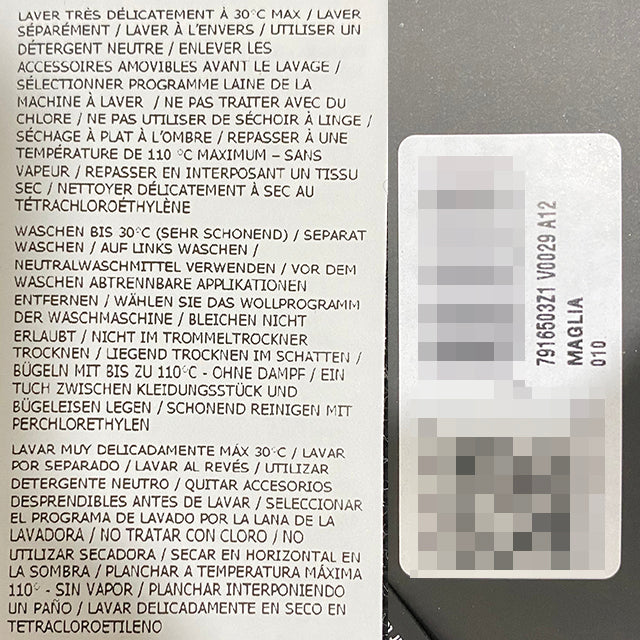 LAVER TRÈS DÉLICATEMENT À 30°C MAX / LAVER
SÉPARÉMENT / LAVER À L'ENVERS / UTILISER UN
DÉTERGENT NEUTRE / ENLEVER LES
ACCESSOIRES AMOVIBLES AVANT LE LAVAGE /
SÉLECTIONNER PROGRAMME LAINE DE LA
MACHINE À LAVER / NE PAS TRAITER AVEC DU
CHLORE / NE PAS UTILISER DE SÉCHOIR À LINGE /
SÉCHAGE À PLAT À L'OMBRE / REPASSER À UNE
TEMPÉRATURE DE 110 °C MAXIMUM – SANS
VAPEUR / REPASSER EN INTERPOSANT UN TISSU
SEC / NETTOYER DÉLICATEMENT À SEC AU
TÉTRACHLOROÉTHYLÈNE
WASCHEN BIS 30°C (SEHR SCHONEND) / SEPARAT
WASCHEN / AUF LINKS WASCHEN /
NEUTRALWASCHMITTEL VERWENDEN / VOR DEM
WASCHEN ABTRENNBARE APPLIKATIONEN
ENTFERNEN / WÄHLEN SIE DAS WOLLPROGRAMM
DER WASCHMASCHINE / BLEICHEN NICHT
ERLAUBT / NICHT IM TROMMELTROCKNER
TROCKNEN / LIEGEND TROCKNEN IM SCHATTEN /
BÜGELN MIT BIS ZU 110°C - OHNE DAMPF / EIN
TUCH ZWISCHEN KLEIDUNGSSTÜCK UND
BÜGELEISEN LEGEN / SCHONEND REINIGEN MIT
PERCHLORETHYLEN
LAVAR MUY DELICADAMENTE MÁX 30°C / LAVAR
POR SEPARADO / LAVAR AL REVÉS / UTILIZAR
DETERGENTE NEUTRO / QUITAR ACCESORIOS
DESPRENDIBLES ANTES DE LAVAR / SELECCIONAR
EL PROGRAMA DE LAVADO POR LA LANA DE LA
LAVADORA / NO TRATAR CON CLORO / NO
UTILIZAR SECADORA / SECAR EN HORIZONTAL EN
LA SOMBRA / PLANCHAR A TEMPERATURA MÁXIMA
110° - SIN VAPOR / PLANCHAR INTERPONIENDO
UN PAÑO / LAVAR DELICADAMENTE EN SECO EN
TETRACLOROETILENO
7916503Z1 V0029 A12
MAGLIA
010